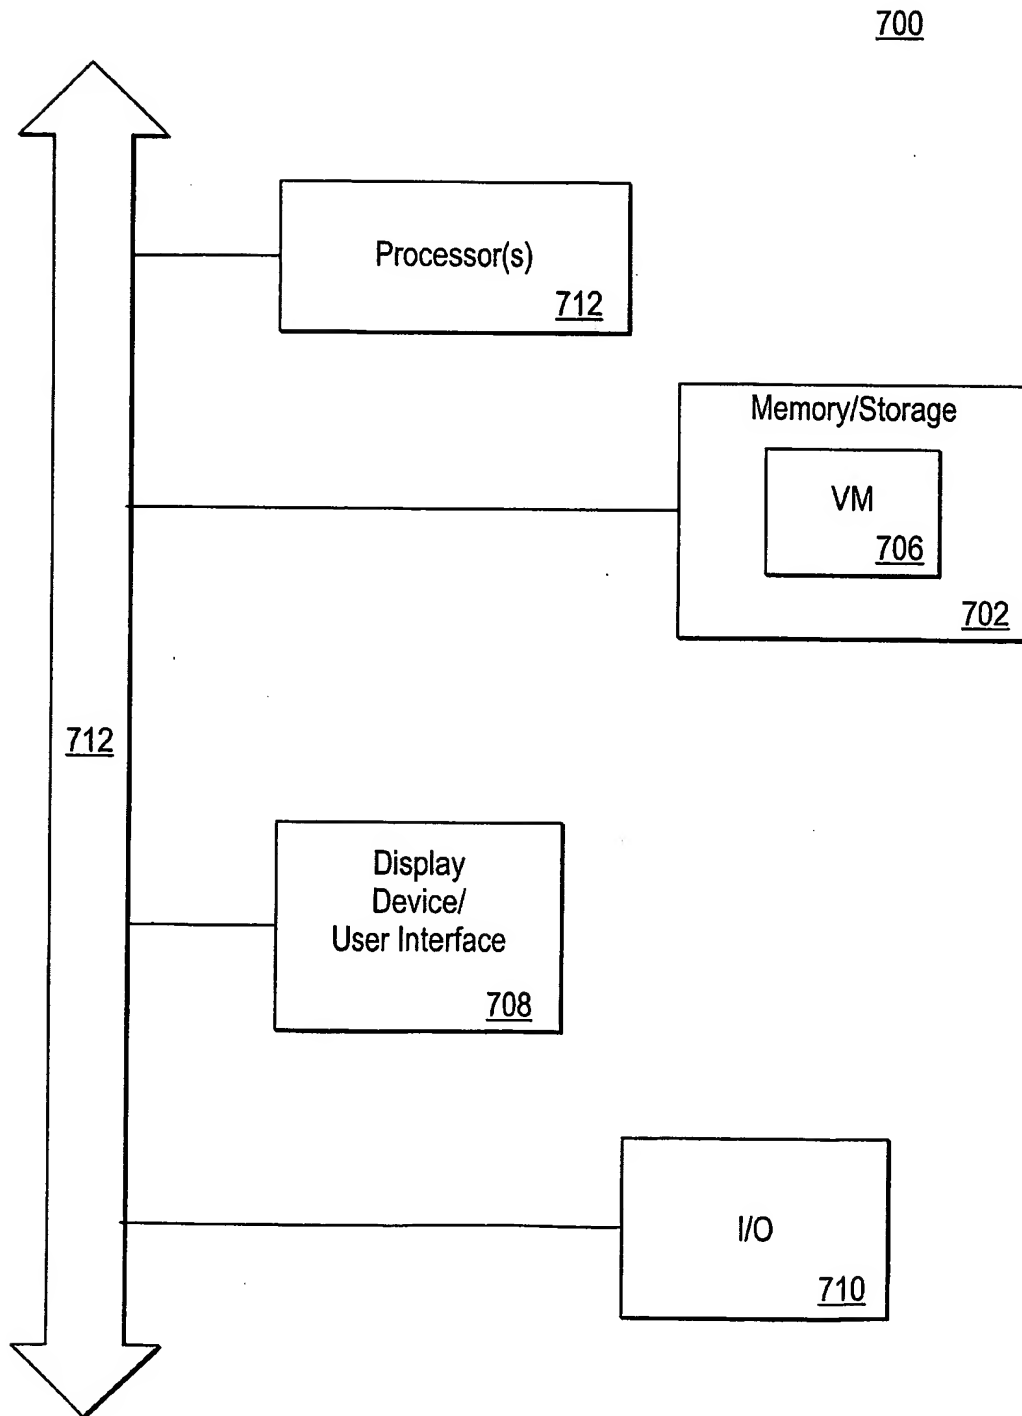 700
Processor(s)
712
Memory/Storage
VM
706
702
712
Display
Device/
User Interface
708
I/O
710